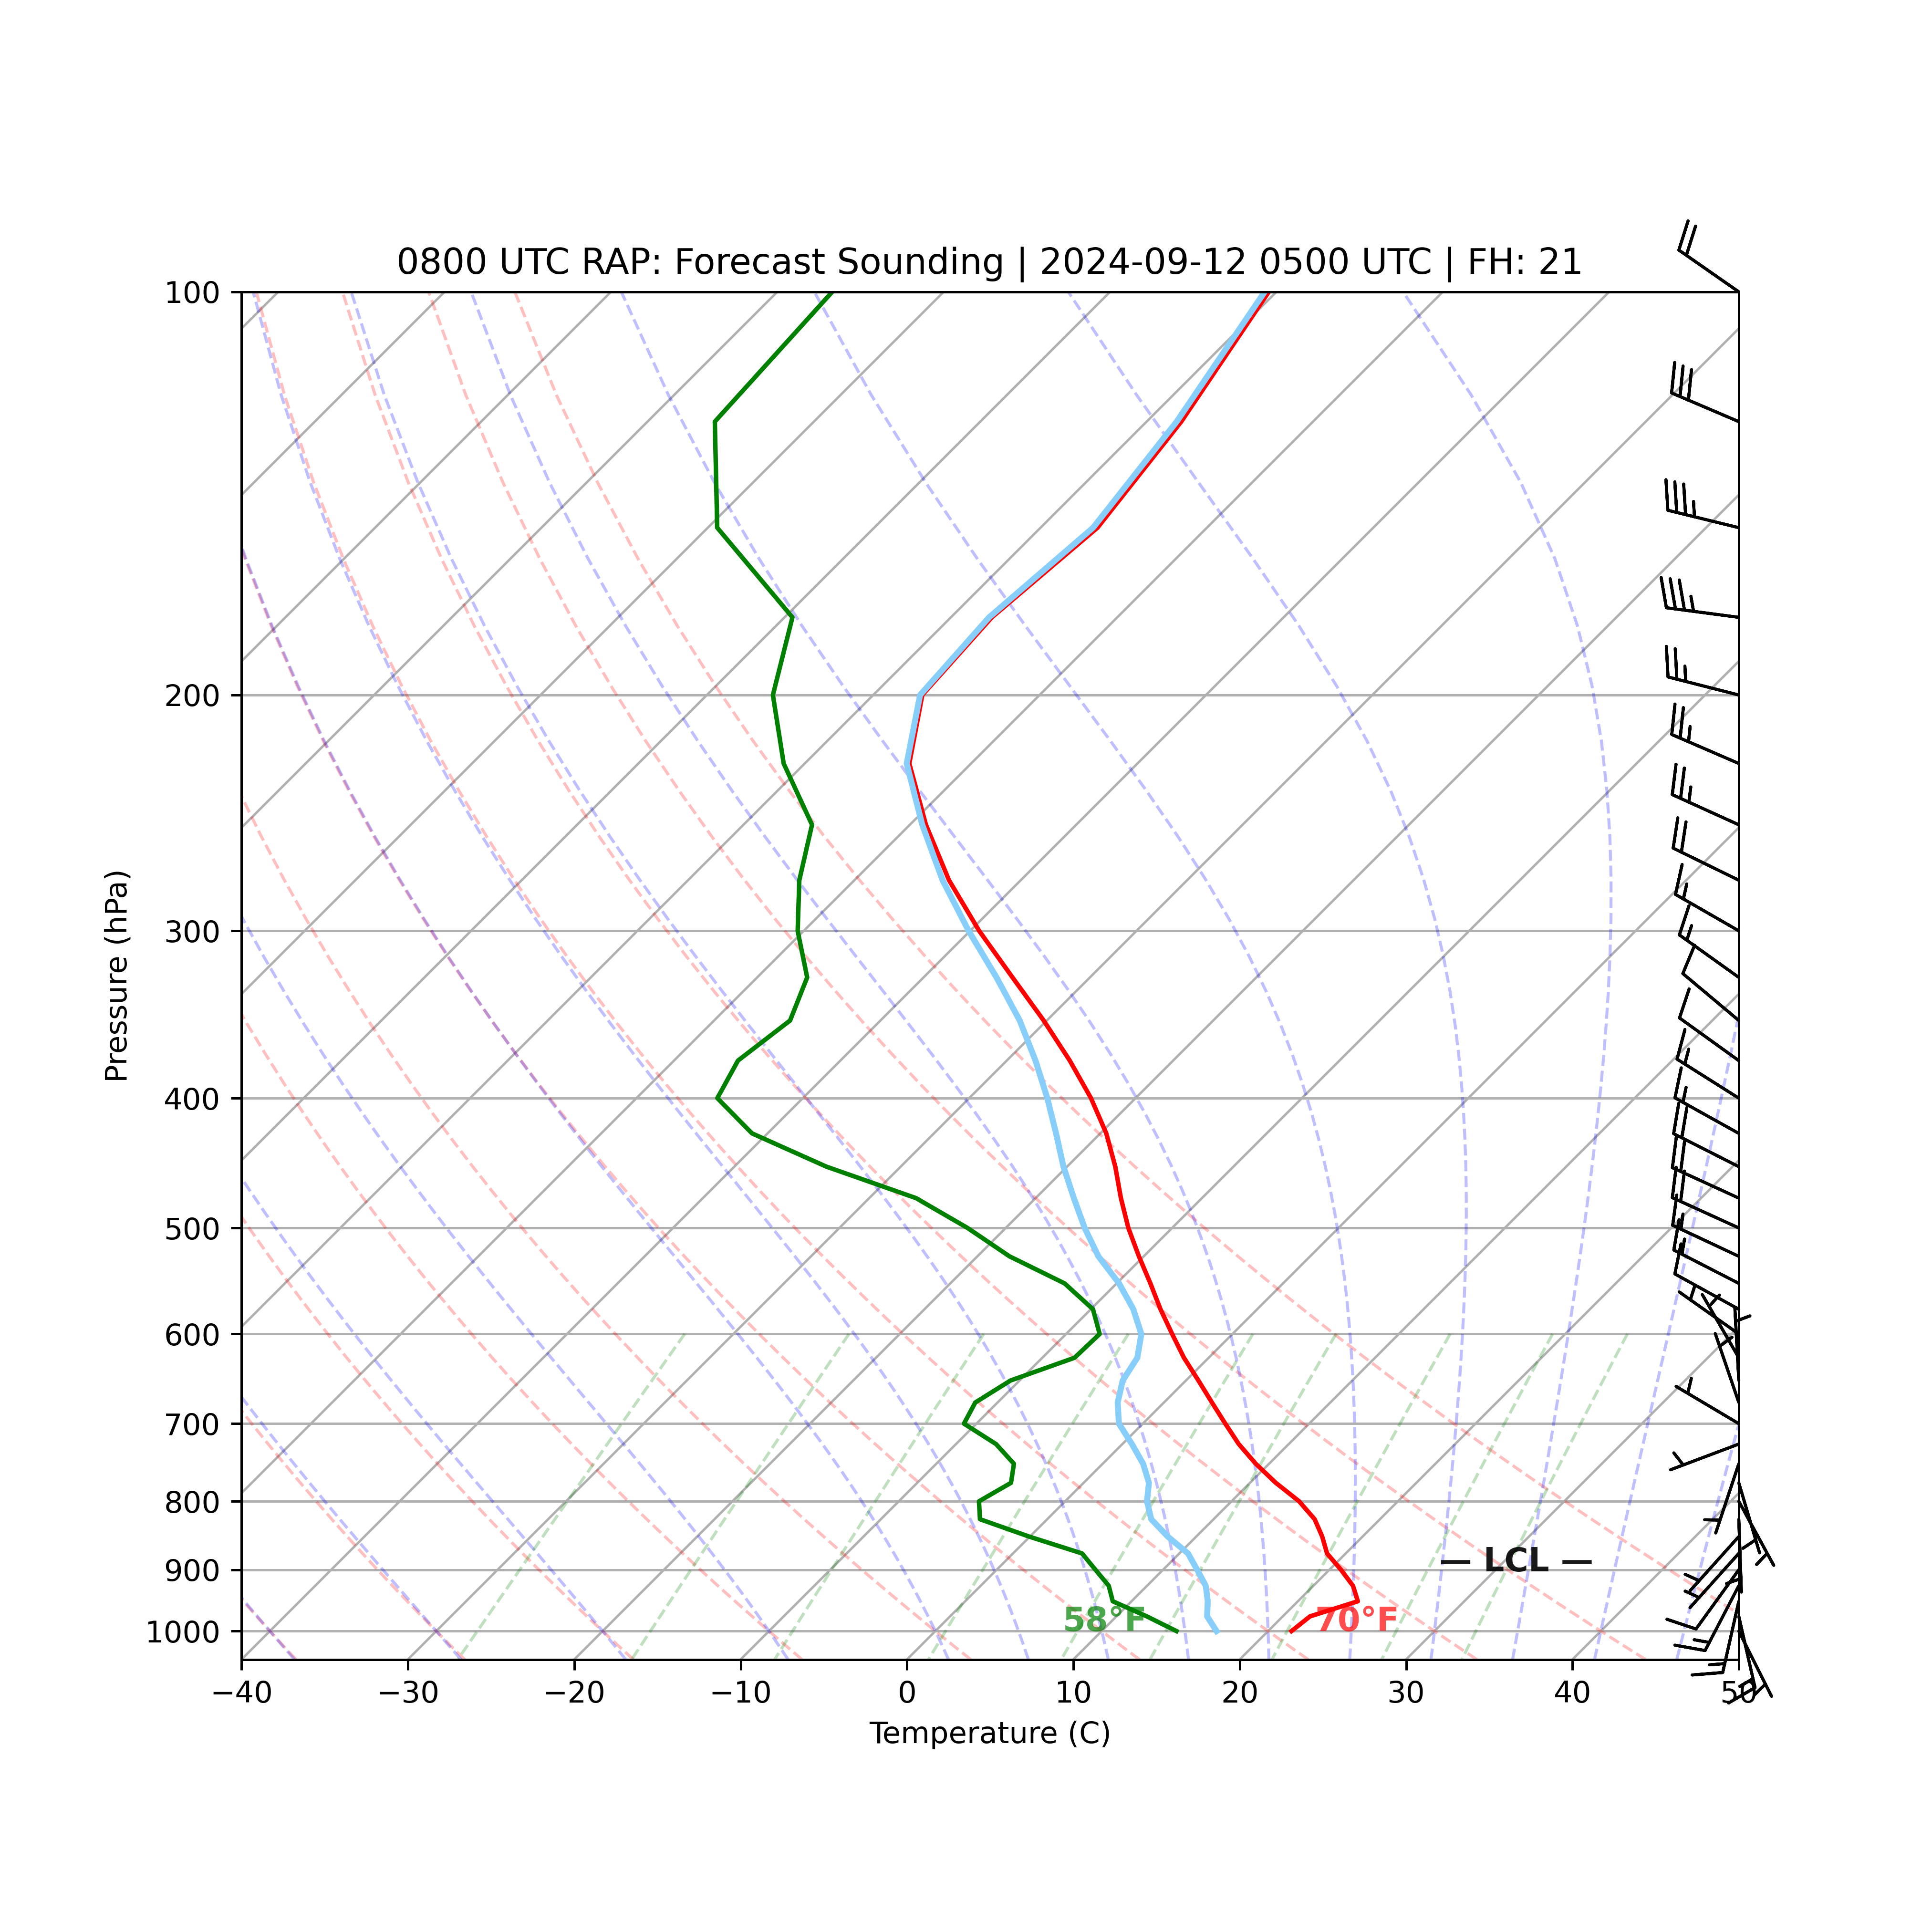 0800 UTC RAP: Forecast Sounding | 2024-09-12 0500 UTC | FH: 21
100
200
300
400
500
600
700
800
900
1000
Pressure (hPa)
— LCL —
58°F
70°F
−40 −30 −20 −10 0 10 20 30 40 50
Temperature (C)